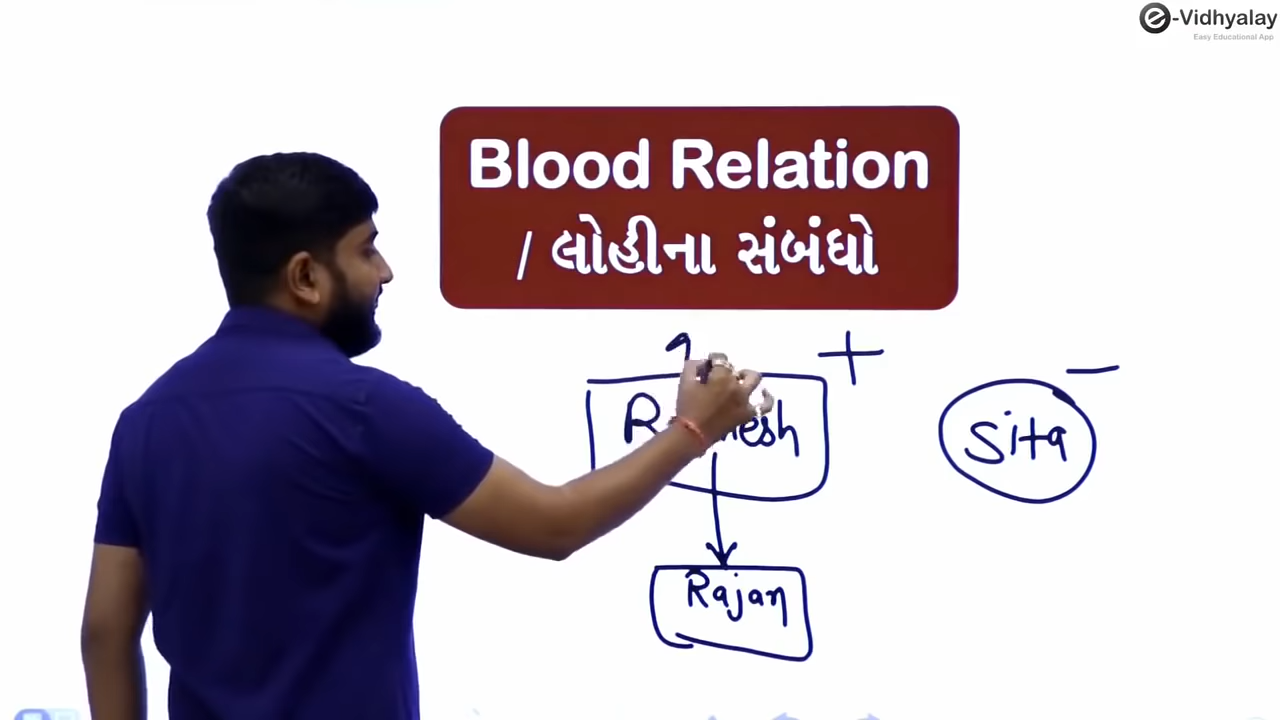 e-Vidhyalay
Easy Educational App
Blood Relation
/ લોહીના સંબંધો
+
−
Sita
Rajan